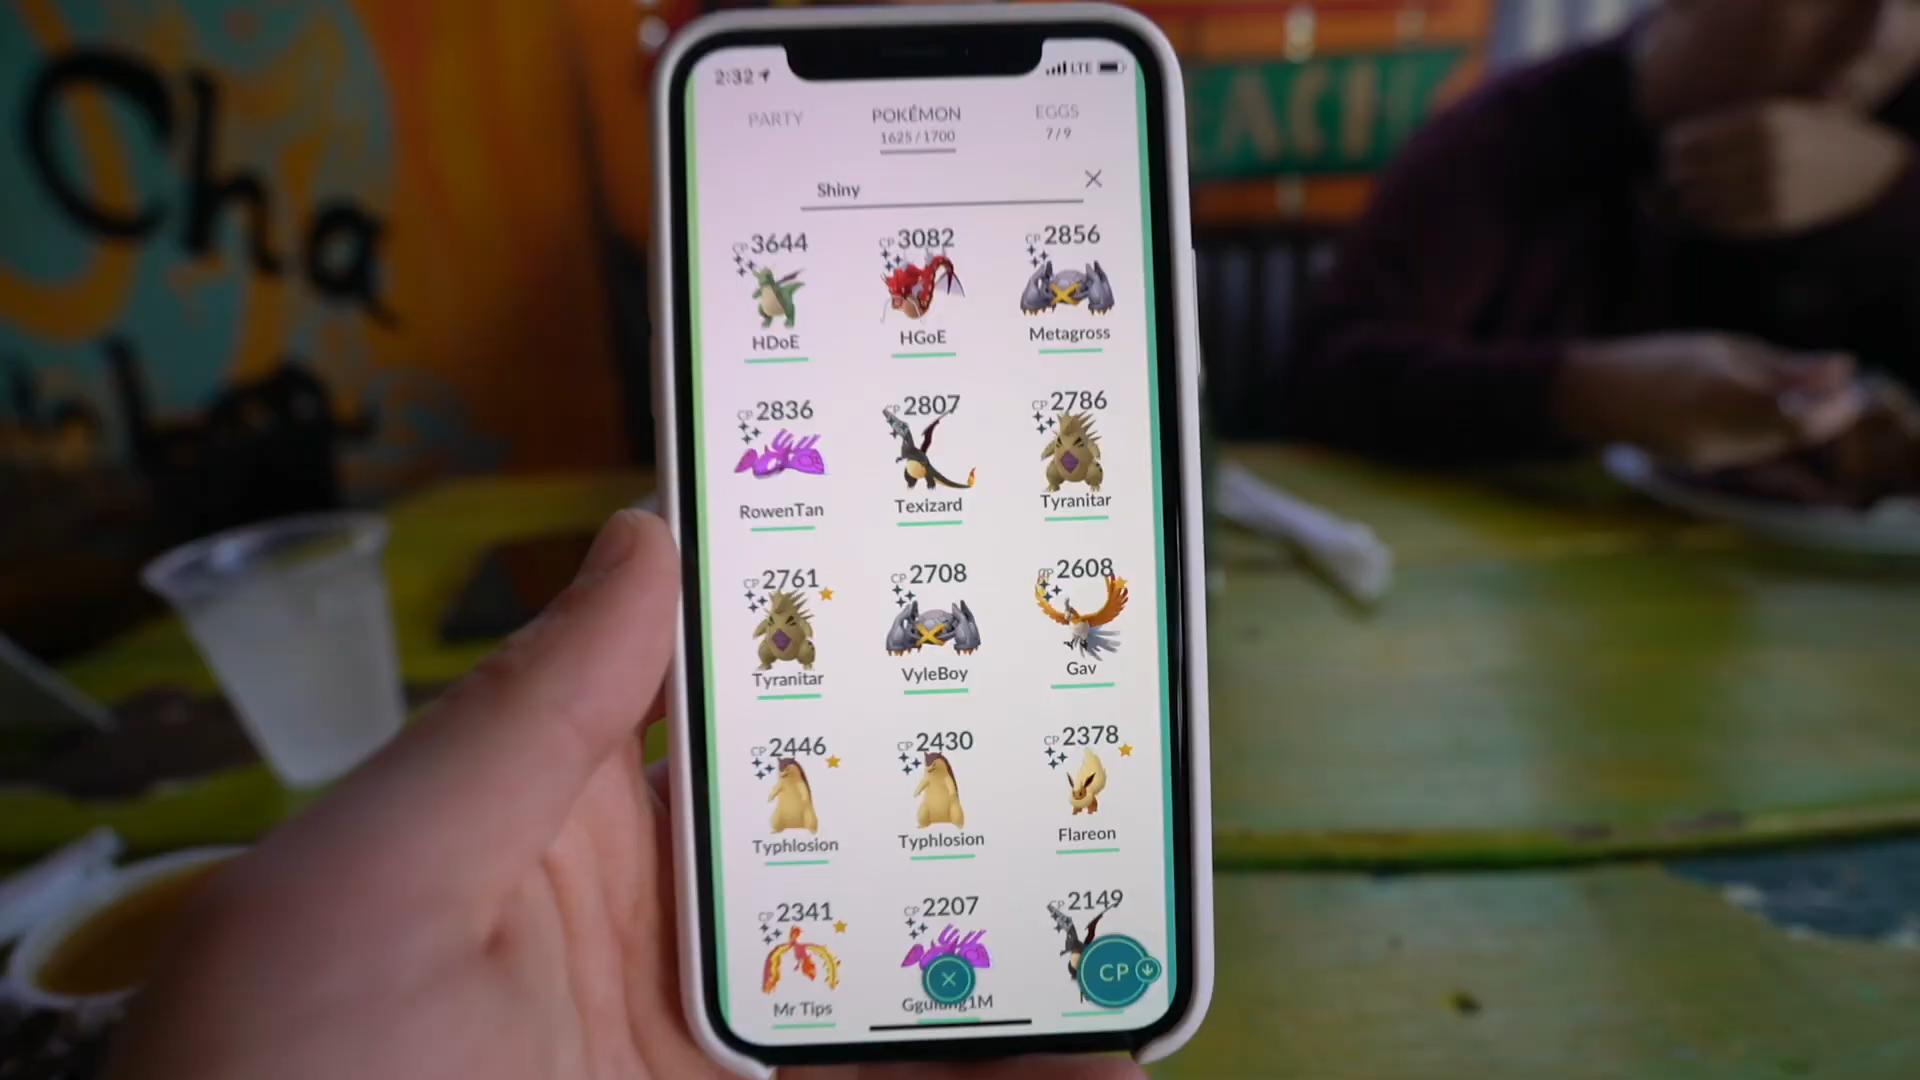 Cha
2:32
LTE
PARTY
POKÉMON
EGGS
1625 / 1700
7 / 9
Shiny
CP 3644
CP 3082
CP 2856
HDoE
HGoE
Metagross
CP 2836
CP 2807
CP 2786
RowenTan
Texizard
Tyranitar
CP 2761
CP 2708
CP 2608
Tyranitar
VyleBoy
Gav
CP 2446
CP 2430
CP 2378
Typhlosion
Typhlosion
Flareon
CP 2341
CP 2207
CP 2149
CP
Mr Tips